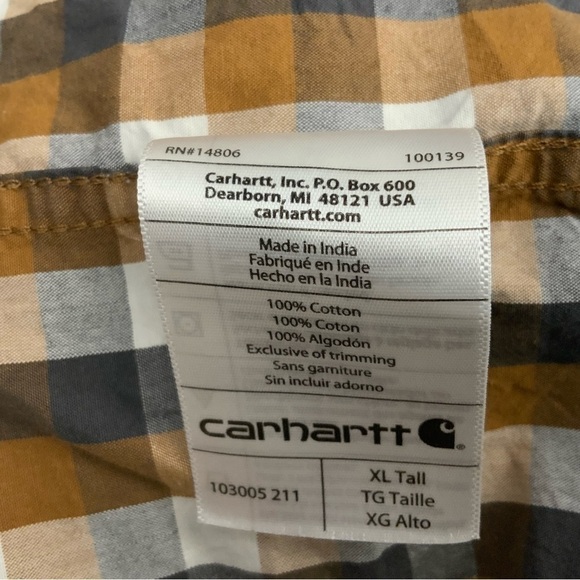 RN#14806 100139
Carhartt, Inc. P.O. Box 600
Dearborn, MI 48121 USA
carhartt.com
Made in India
Fabriqué en Inde
Hecho en la India
100% Cotton
100% Coton
100% Algodón
Exclusive of trimming
Sans garniture
Sin incluir adorno
carhartt
103005 211
XL Tall
TG Taille
XG Alto